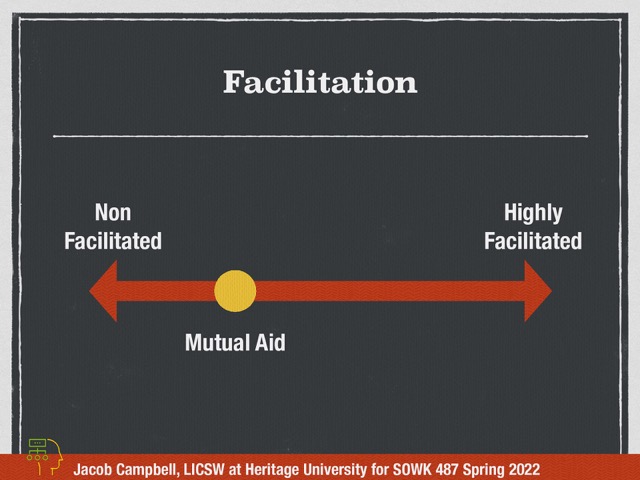 Facilitation
Non
Facilitated
Highly
Facilitated
Mutual Aid
Jacob Campbell, LICSW at Heritage University for SOWK 487 Spring 2022